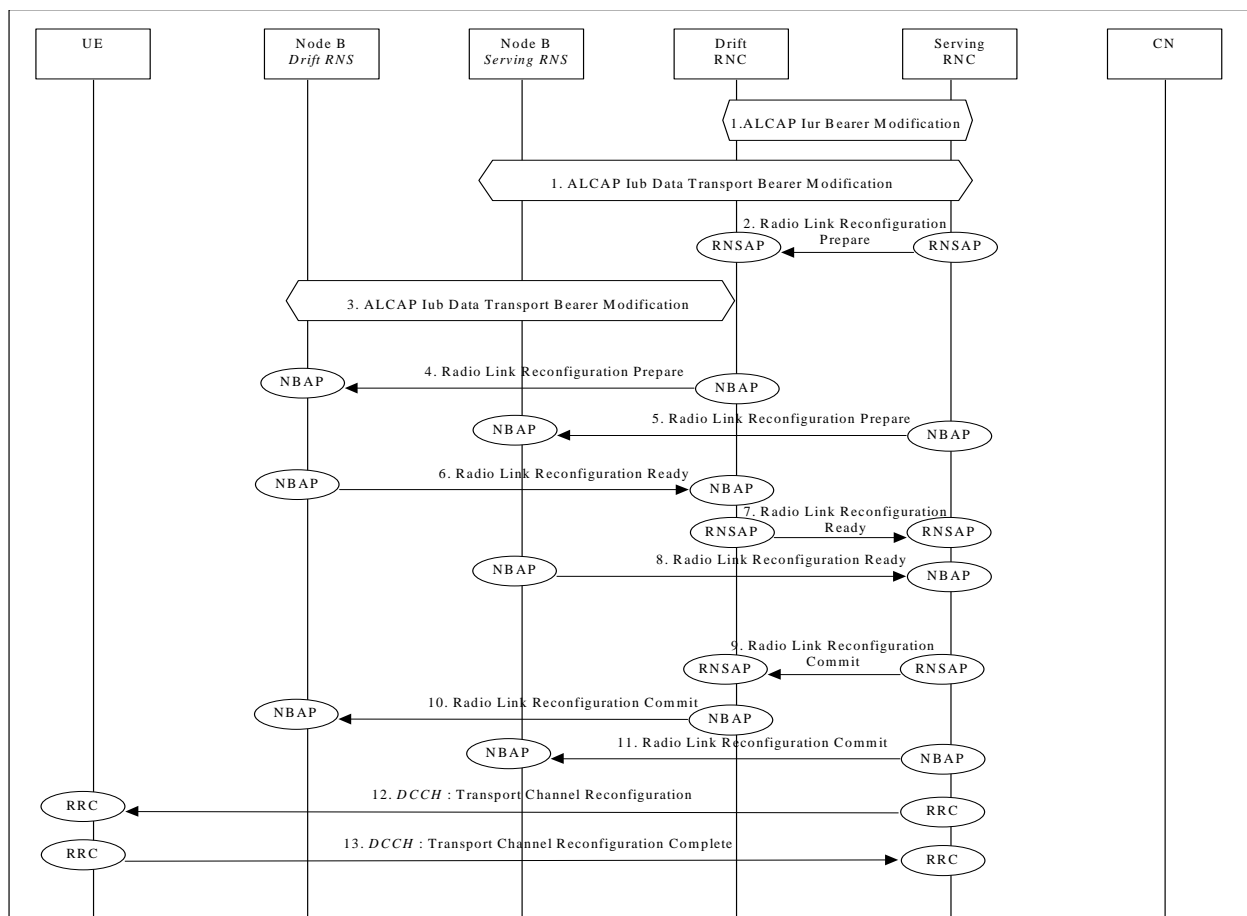 UE
Node B
Drift RNS
Node B
Serving RNS
Drift
RNC
Serving
RNC
CN
1.ALCAP Iur Bearer Modification
1. ALCAP Iub Data Transport Bearer Modification
2. Radio Link Reconfiguration
Prepare
RNSAP
RNSAP
3. ALCAP Iub Data Transport Bearer Modification
4. Radio Link Reconfiguration Prepare
NBAP
NBAP
5. Radio Link Reconfiguration Prepare
NBAP
NBAP
6. Radio Link Reconfiguration Ready
NBAP
NBAP
7. Radio Link Reconfiguration
Ready
RNSAP
RNSAP
8. Radio Link Reconfiguration Ready
NBAP
NBAP
9. Radio Link Reconfiguration
Commit
RNSAP
RNSAP
10. Radio Link Reconfiguration Commit
NBAP
NBAP
11. Radio Link Reconfiguration Commit
NBAP
NBAP
12. DCCH : Transport Channel Reconfiguration
RRC
RRC
13. DCCH : Transport Channel Reconfiguration Complete
RRC
RRC